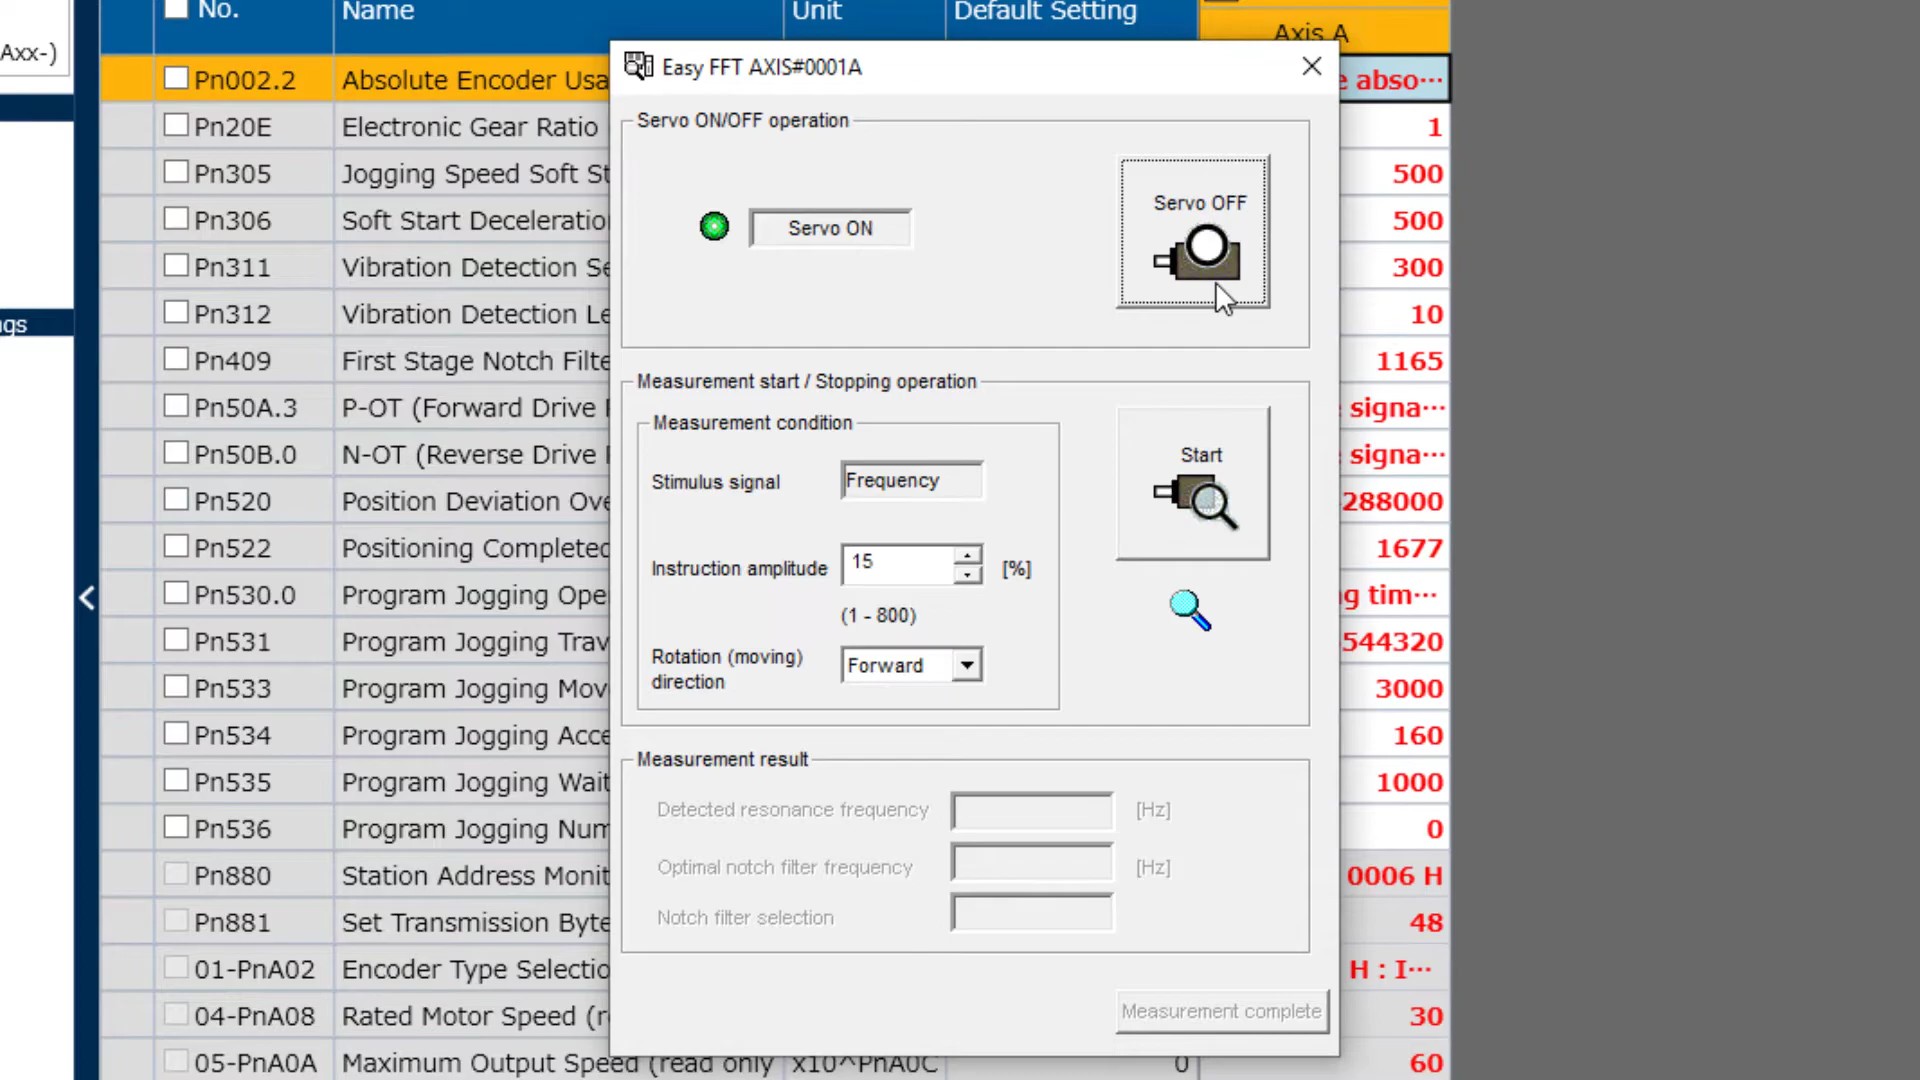 No. Name Unit Default Setting
Axis A
Axx-)
gs
Pn002.2 Absolute Encoder Usa abso···
Pn20E Electronic Gear Ratio 1
Pn305 Jogging Speed Soft St 500
Pn306 Soft Start Deceleratio 500
Pn311 Vibration Detection Se 300
Pn312 Vibration Detection Le 10
Pn409 First Stage Notch Filte 1165
Pn50A.3 P-OT (Forward Drive signa···
Pn50B.0 N-OT (Reverse Drive signa···
Pn520 Position Deviation Ove 288000
Pn522 Positioning Completed 1677
Pn530.0 Program Jogging Ope g tim···
Pn531 Program Jogging Trav 544320
Pn533 Program Jogging Mov 3000
Pn534 Program Jogging Acce 160
Pn535 Program Jogging Wait 1000
Pn536 Program Jogging Num 0
Pn880 Station Address Monit 0006 H
Pn881 Set Transmission Byte 48
01-PnA02 Encoder Type Selectio H : I···
04-PnA08 Rated Motor Speed (r 30
05-PnA0A Maximum Output Speed (read only x10^PnA0C 0 60
Easy FFT AXIS#0001A
Servo ON/OFF operation
Servo ON
Servo OFF
Measurement start / Stopping operation
Measurement condition
Stimulus signal Frequency
Instruction amplitude 15 [%]
(1 - 800)
Rotation (moving)
direction
Forward
Start
Measurement result
Detected resonance frequency [Hz]
Optimal notch filter frequency [Hz]
Notch filter selection
Measurement complete